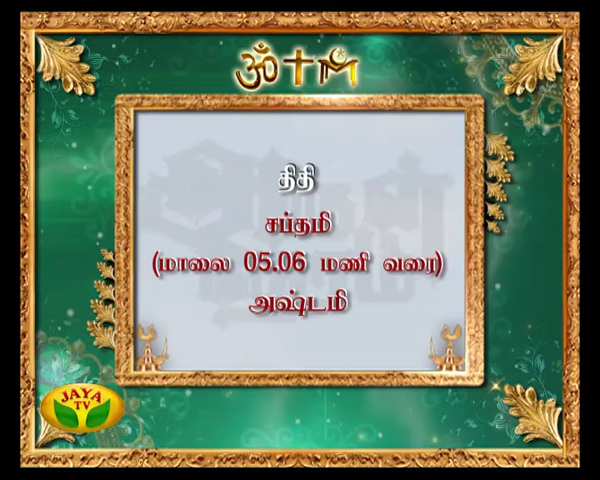 ॐ
திதி
சப்தமி
(மாலை 05.06 மணி வரை)
அஷ்டமி
JAYA
TV